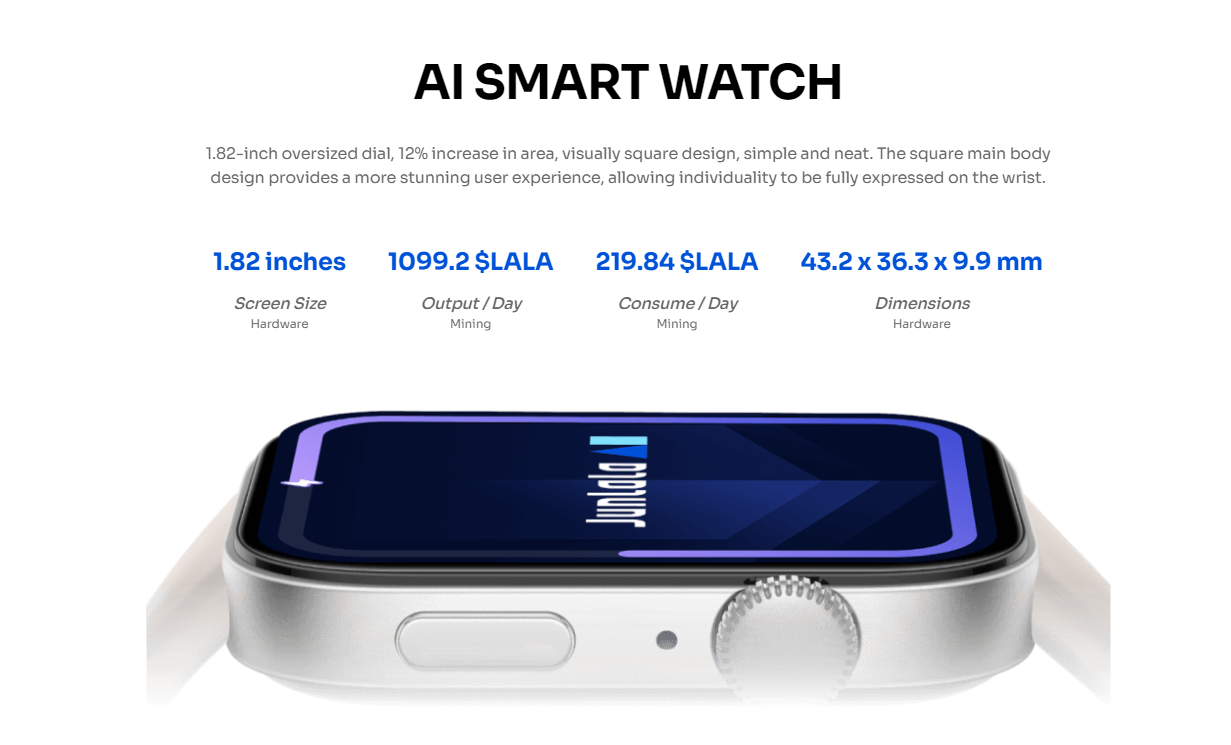 AI SMART WATCH
1.82-inch oversized dial, 12% increase in area, visually square design, simple and neat. The square main body
design provides a more stunning user experience, allowing individuality to be fully expressed on the wrist.
1.82 inches
Screen Size
Hardware
1099.2 $LALA
Output / Day
Mining
219.84 $LALA
Consume / Day
Mining
43.2 x 36.3 x 9.9 mm
Dimensions
Hardware